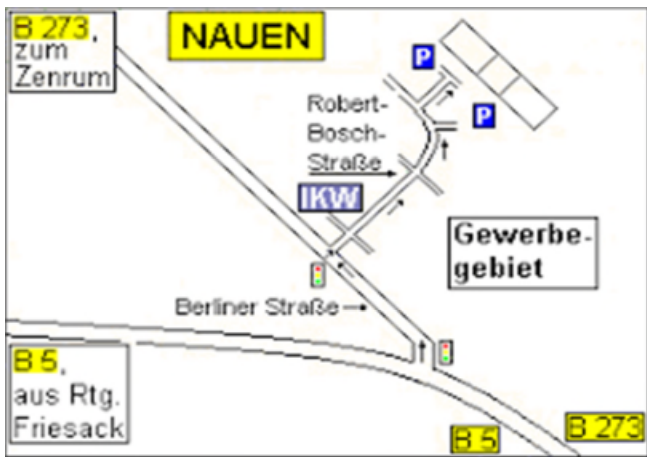 B 273,
zum
Zenrum
NAUEN
P
Robert-
Bosch-
Straße
P
IKW
Gewerbe-
gebiet
Berliner Straße
B 5,
aus Rtg.
Friesack
B 5
B 273